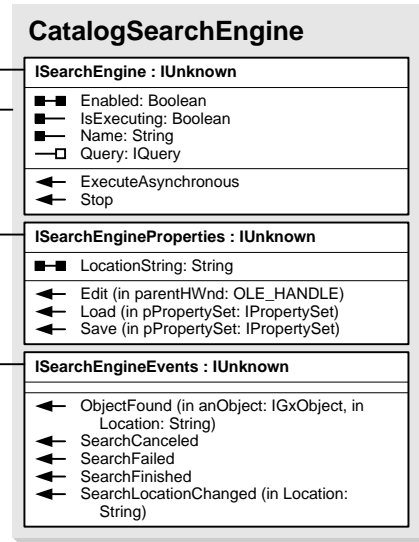 CatalogSearchEngine
ISearchEngine : IUnknown
Enabled: Boolean
IsExecuting: Boolean
Name: String
Query: IQuery
ExecuteAsynchronous
Stop
ISearchEngineProperties : IUnknown
LocationString: String
Edit (in parentHWnd: OLE_HANDLE)
Load (in pPropertySet: IPropertySet)
Save (in pPropertySet: IPropertySet)
ISearchEngineEvents : IUnknown
ObjectFound (in anObject: IGxObject, in
Location: String)
SearchCanceled
SearchFailed
SearchFinished
SearchLocationChanged (in Location:
String)